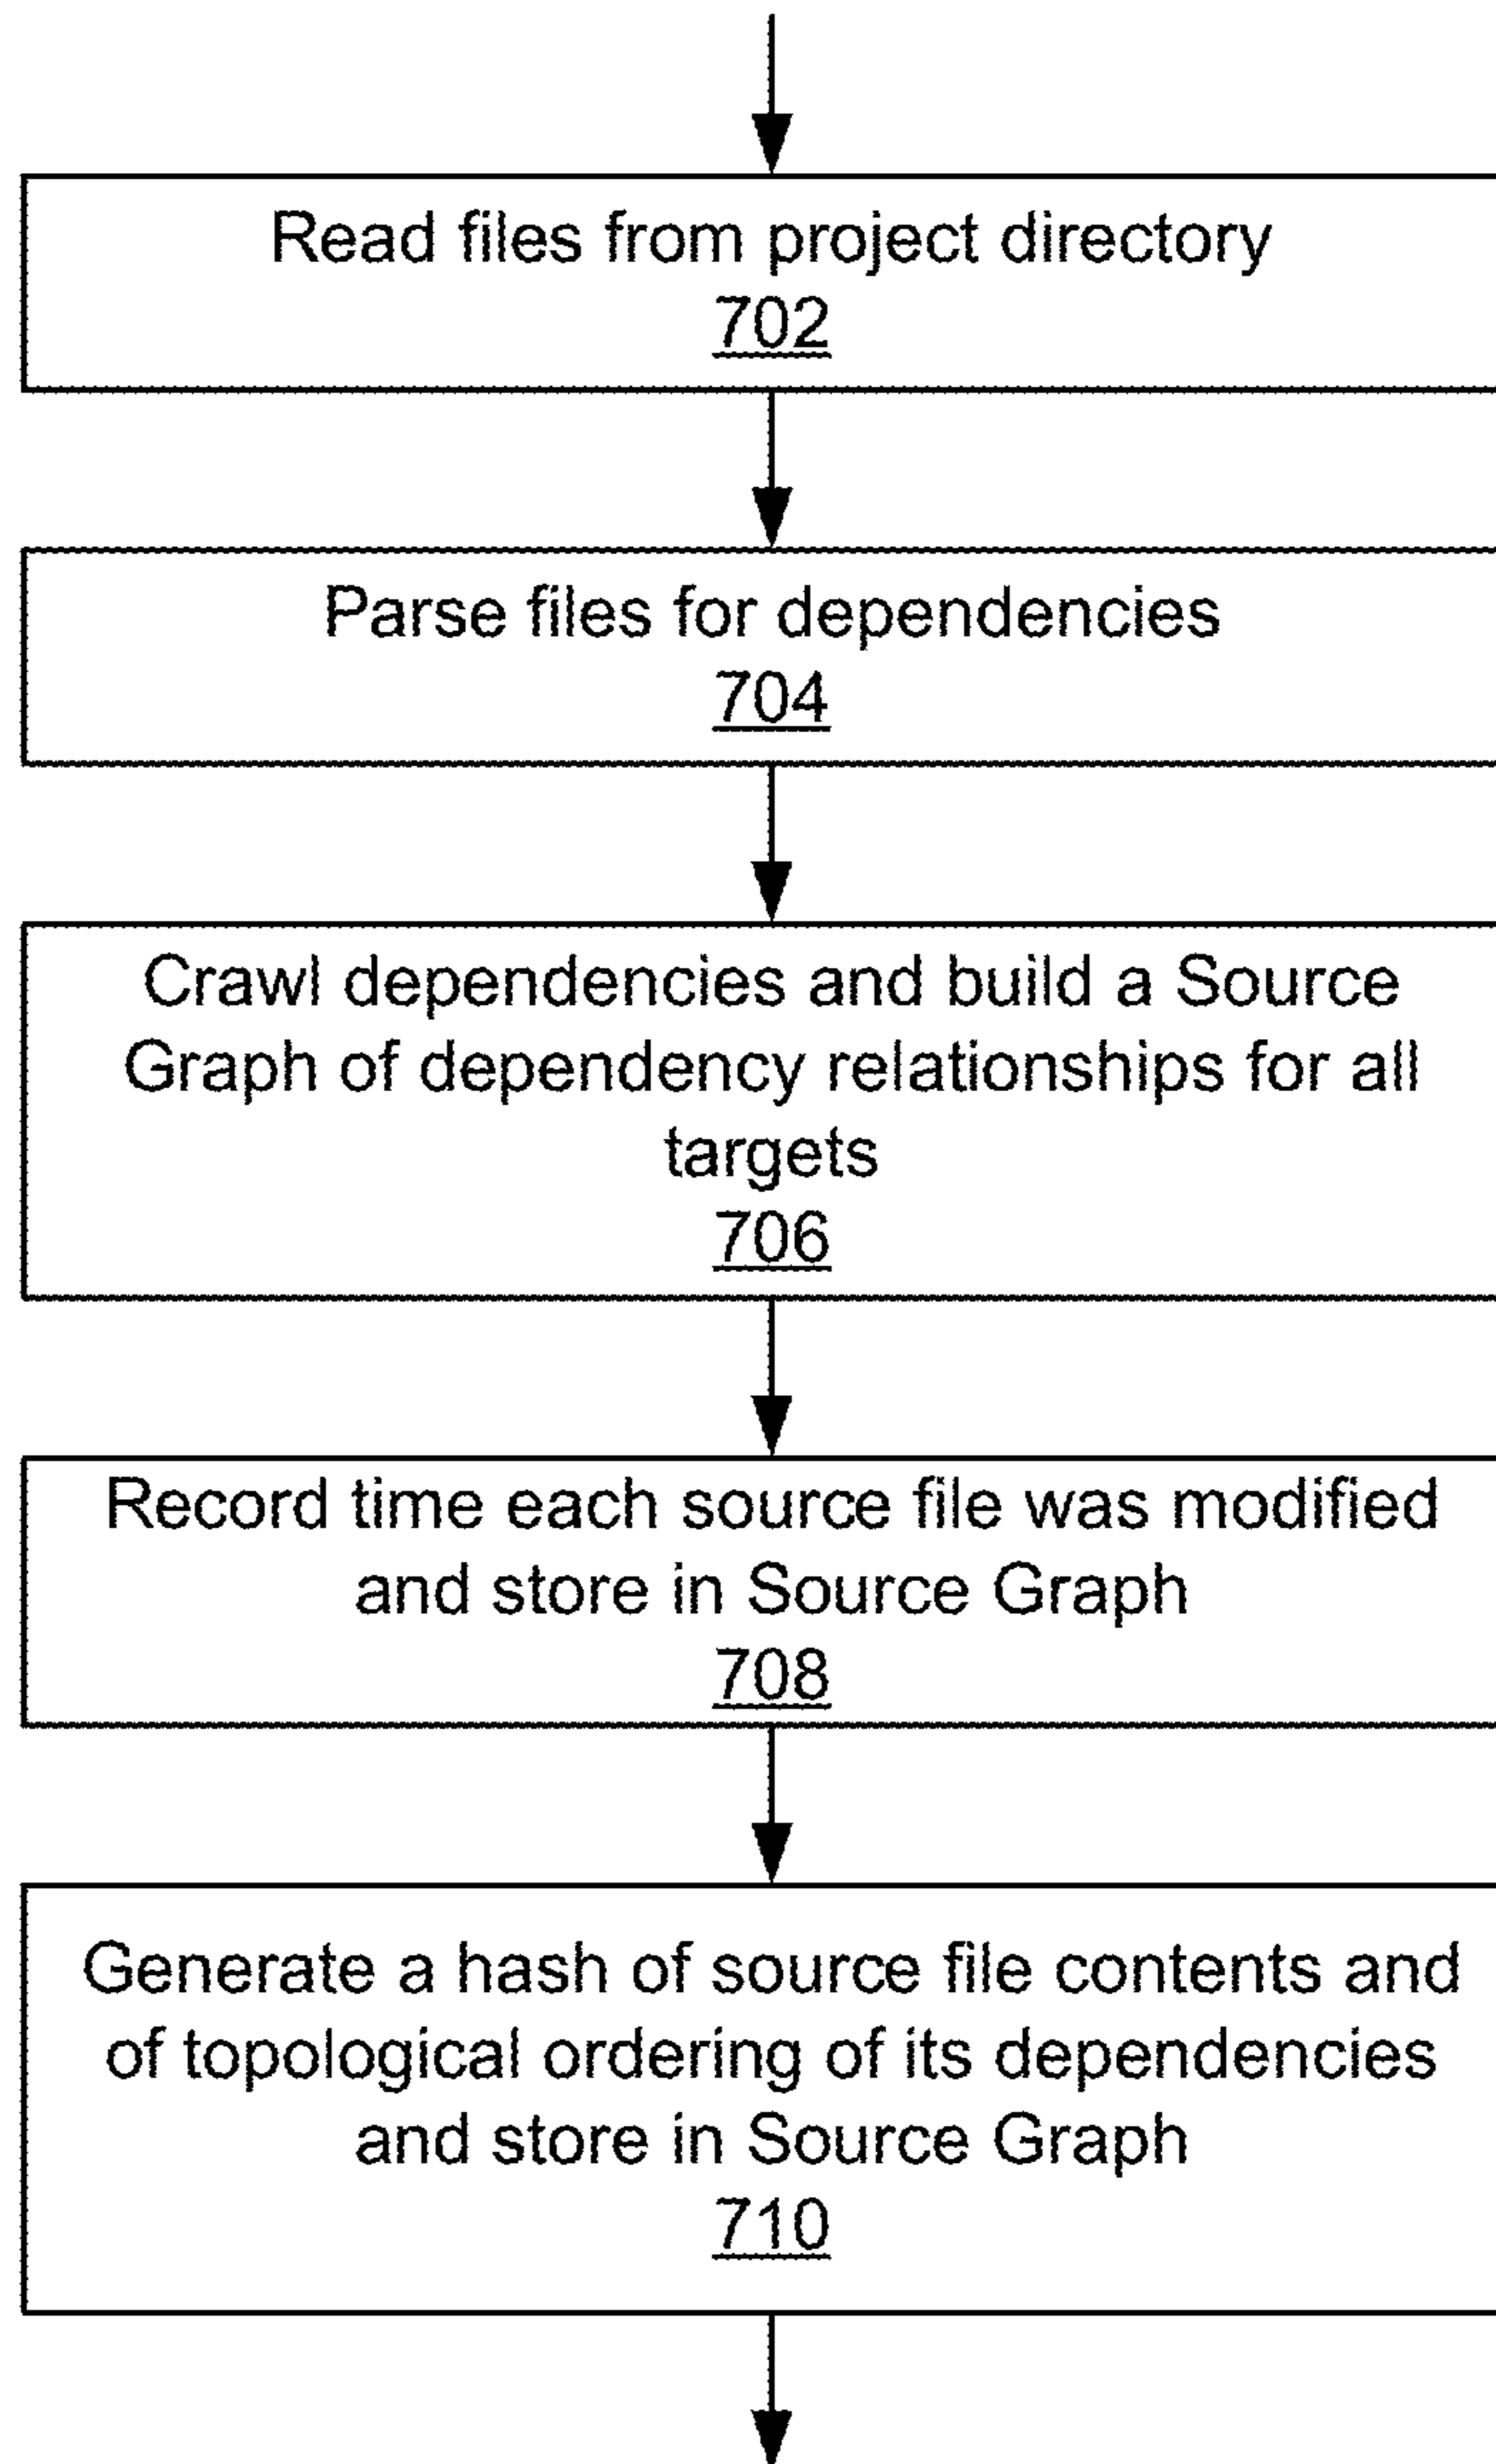 Read files from project directory
702
Parse files for dependencies
704
Crawl dependencies and build a Source
Graph of dependency relationships for all
targets
706
Record time each source file was modified
and store in Source Graph
708
Generate a hash of source file contents and
of topological ordering of its dependencies
and store in Source Graph
710